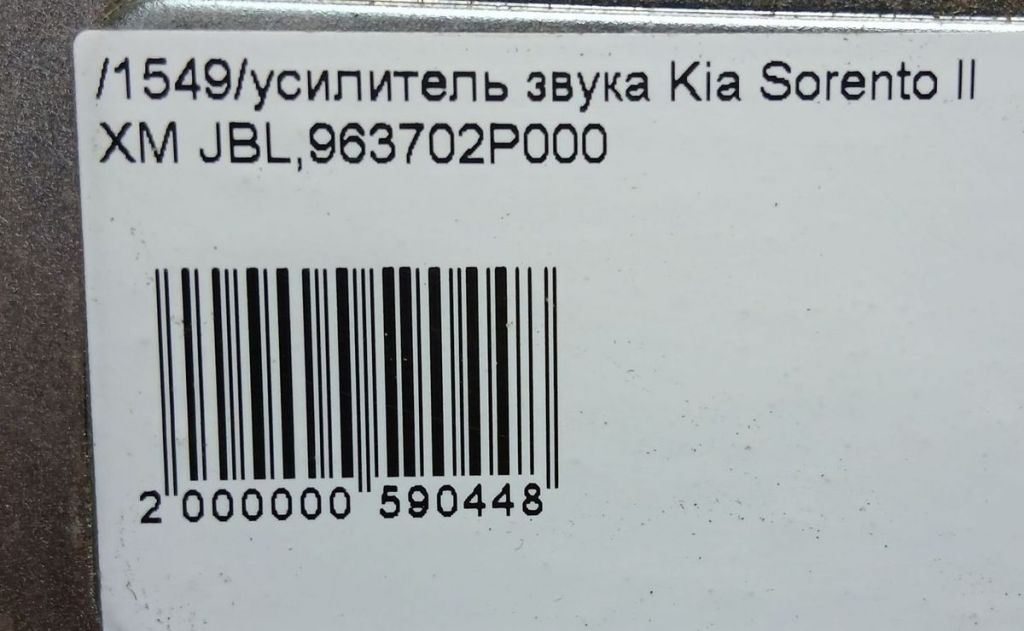 /1549/усилитель звука Kia Sorento II
XM JBL,963702P000
2 000000 590448